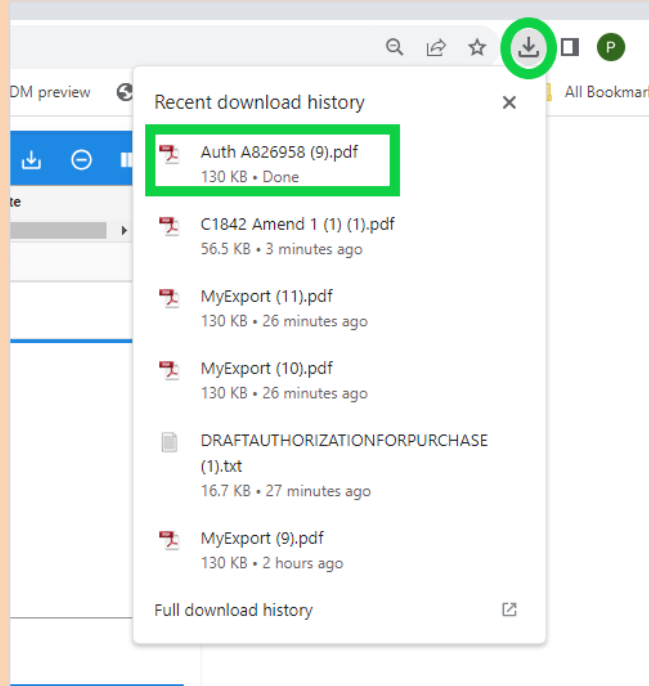 P
DM preview
All Bookmar
te
Recent download history
Auth A826958 (9).pdf
130 KB • Done
C1842 Amend 1 (1) (1).pdf
56.5 KB • 3 minutes ago
MyExport (11).pdf
130 KB • 26 minutes ago
MyExport (10).pdf
130 KB • 26 minutes ago
DRAFTAUTHORIZATIONFORPURCHASE
(1).txt
16.7 KB • 27 minutes ago
MyExport (9).pdf
130 KB • 2 hours ago
Full download history